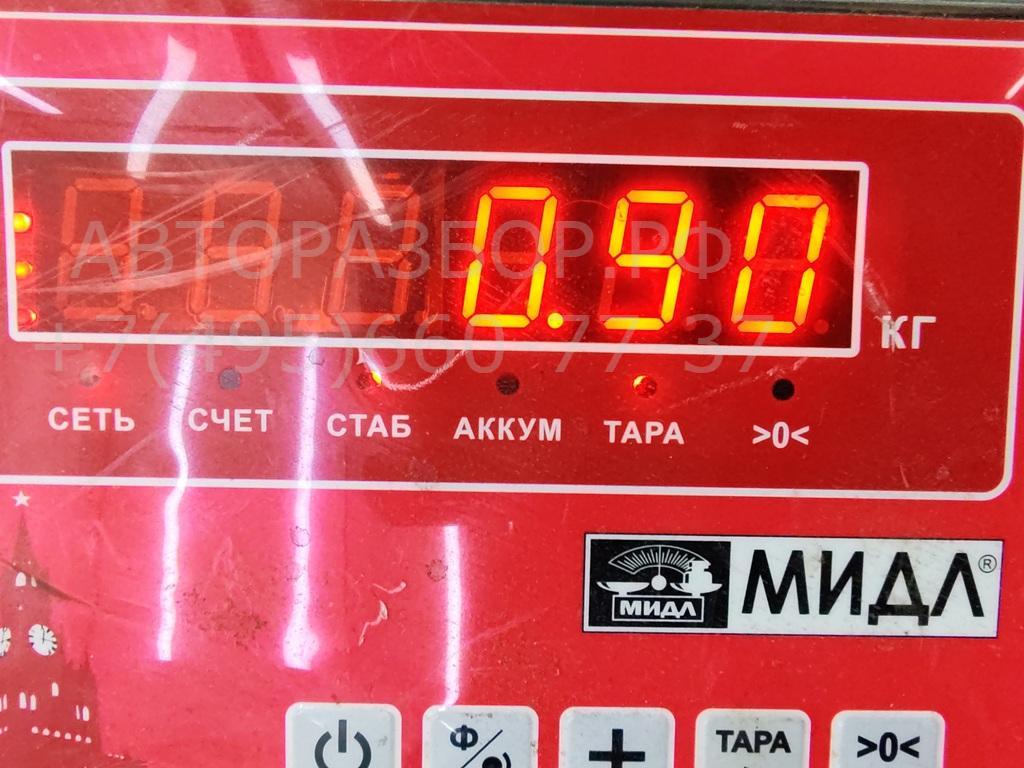 0.90
КГ
АВТОРАЗБОР.РФ
+7(495)660-77-37
СЕТЬ СЧЕТ СТАБ АККУМ ТАРА >0<
МИДЛ МИДЛ®
Ф
+ ТАРА >0<